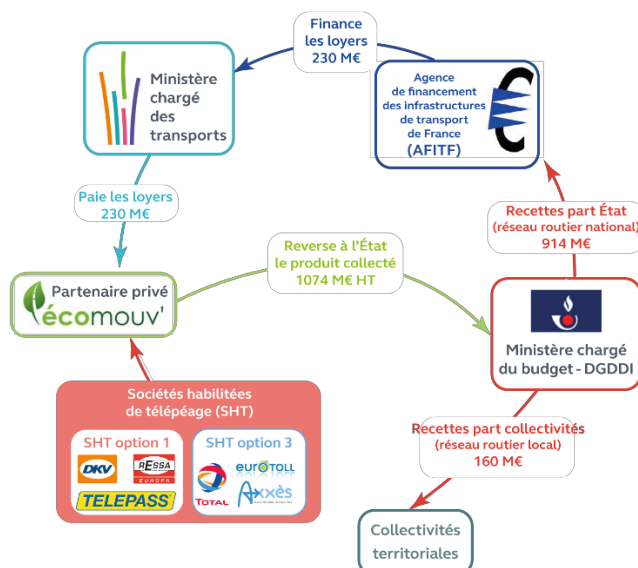 Finance
les loyers
230 M€
Ministère
chargé
des
transports
Agence
de financement
des infrastructures
de transport
de France
(AFITF)
Paie les loyers
230 M€
Recettes part État
(réseau routier national)
914 M€
Reverse à l'État
le produit collecté
1074 M€ HT
Partenaire privé
écomouv'
Ministère chargé
du budget - DGDDI
Sociétés habilitées
de télépéage (SHT)
SHT option 1
DKV
RESSA
EUROPA
TELEPASS
SHT option 3
TOTAL
EUROTOLL
Axxès
Recettes part collectivités
(réseau routier local)
160 M€
Collectivités
territoriales